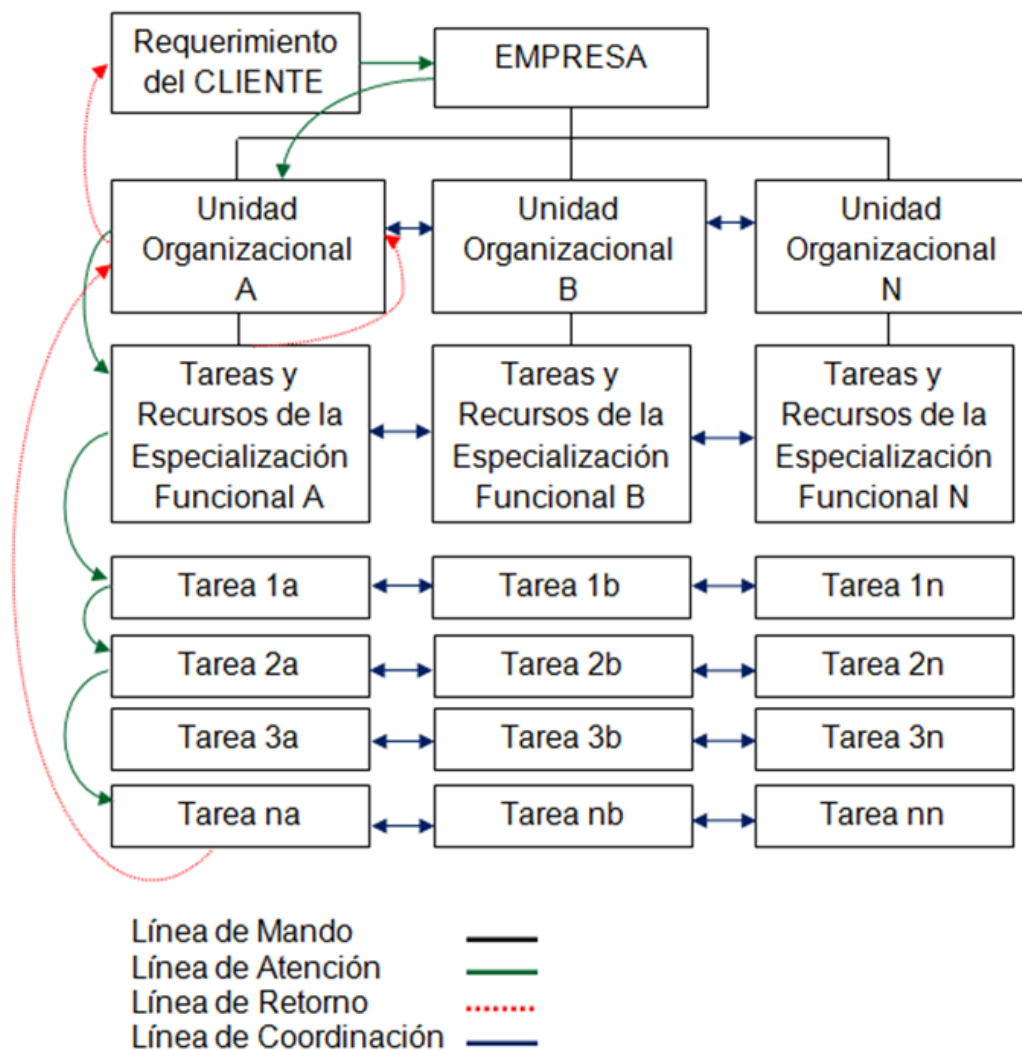 Requerimiento
del CLIENTE
EMPRESA
Unidad
Organizacional
A
Unidad
Organizacional
B
Unidad
Organizacional
N
Tareas y
Recursos de la
Especialización
Funcional A
Tareas y
Recursos de la
Especialización
Funcional B
Tareas y
Recursos de la
Especialización
Funcional N
Tarea 1a
Tarea 1b
Tarea 1n
Tarea 2a
Tarea 2b
Tarea 2n
Tarea 3a
Tarea 3b
Tarea 3n
Tarea na
Tarea nb
Tarea nn
Línea de Mando
Línea de Atención
Línea de Retorno
Línea de Coordinación